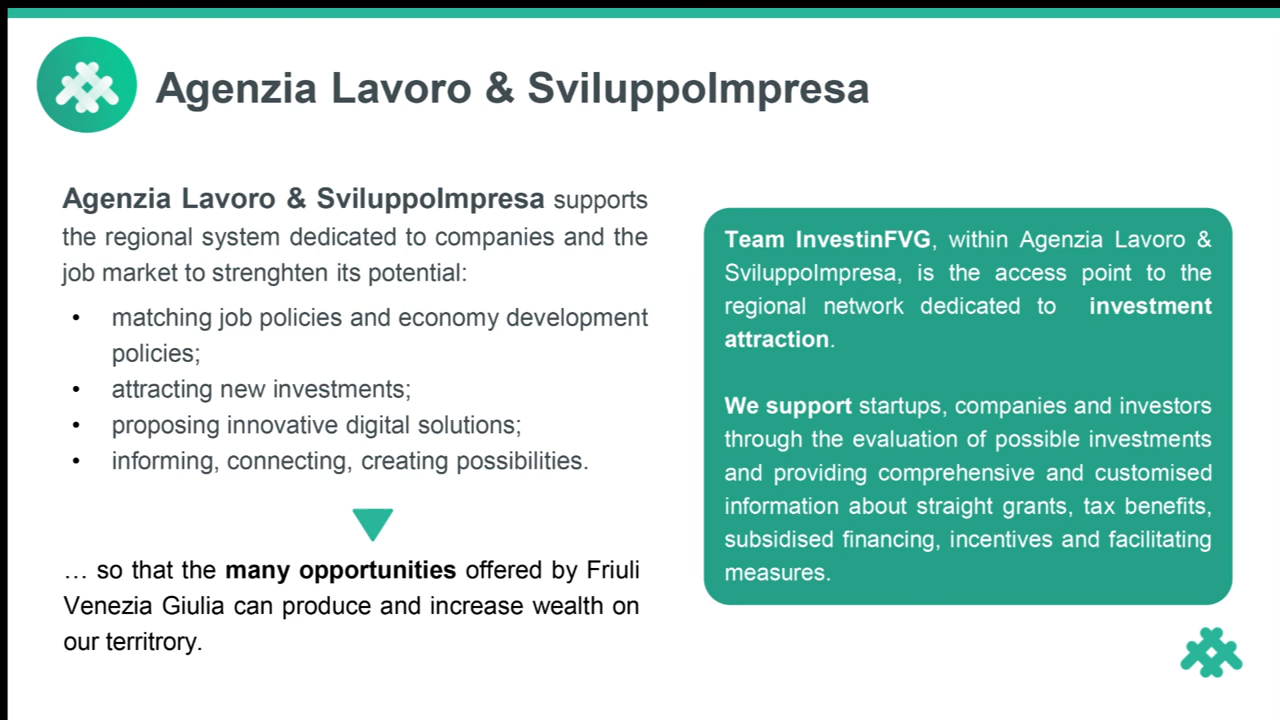 Agenzia Lavoro & SviluppoImpresa
Agenzia Lavoro & SviluppoImpresa supports
the regional system dedicated to companies and the
job market to strenghten its potential:
• matching job policies and economy development
policies;
• attracting new investments;
• proposing innovative digital solutions;
• informing, connecting, creating possibilities.
… so that the many opportunities offered by Friuli
Venezia Giulia can produce and increase wealth on
our terrritrory.
Team InvestinFVG, within Agenzia Lavoro &
SviluppoImpresa, is the access point to the
regional network dedicated to investment
attraction.
We support startups, companies and investors
through the evaluation of possible investments
and providing comprehensive and customised
information about straight grants, tax benefits,
subsidised financing, incentives and facilitating
measures.